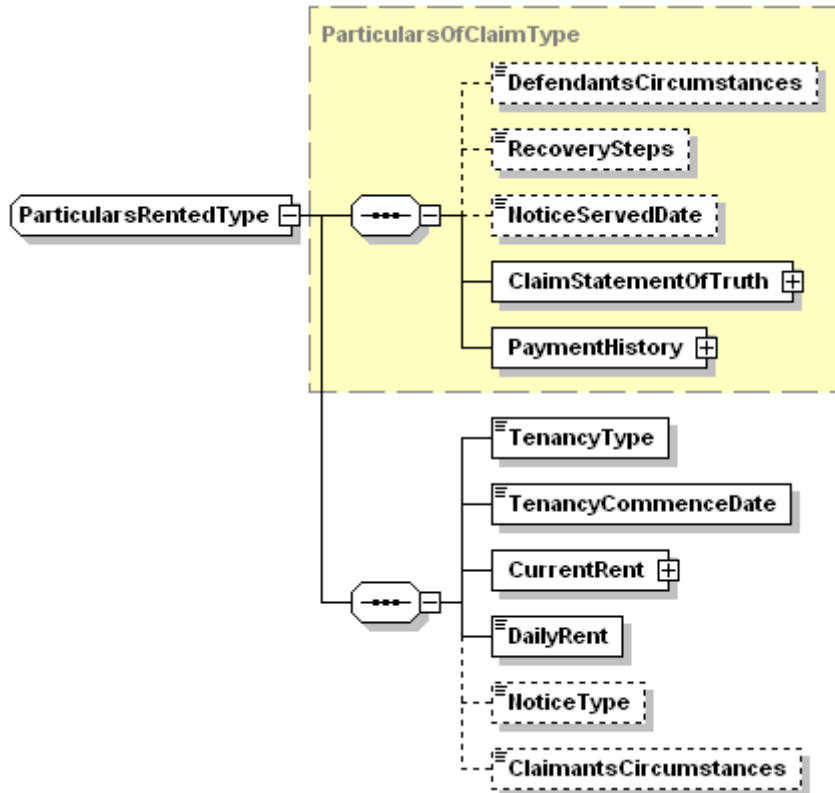 ParticularsOfClaimType
DefendantsCircumstances
RecoverySteps
ParticularsRentedType
NoticeServedDate
ClaimStatementOfTruth
PaymentHistory
TenancyType
TenancyCommenceDate
CurrentRent
DailyRent
NoticeType
ClaimantsCircumstances